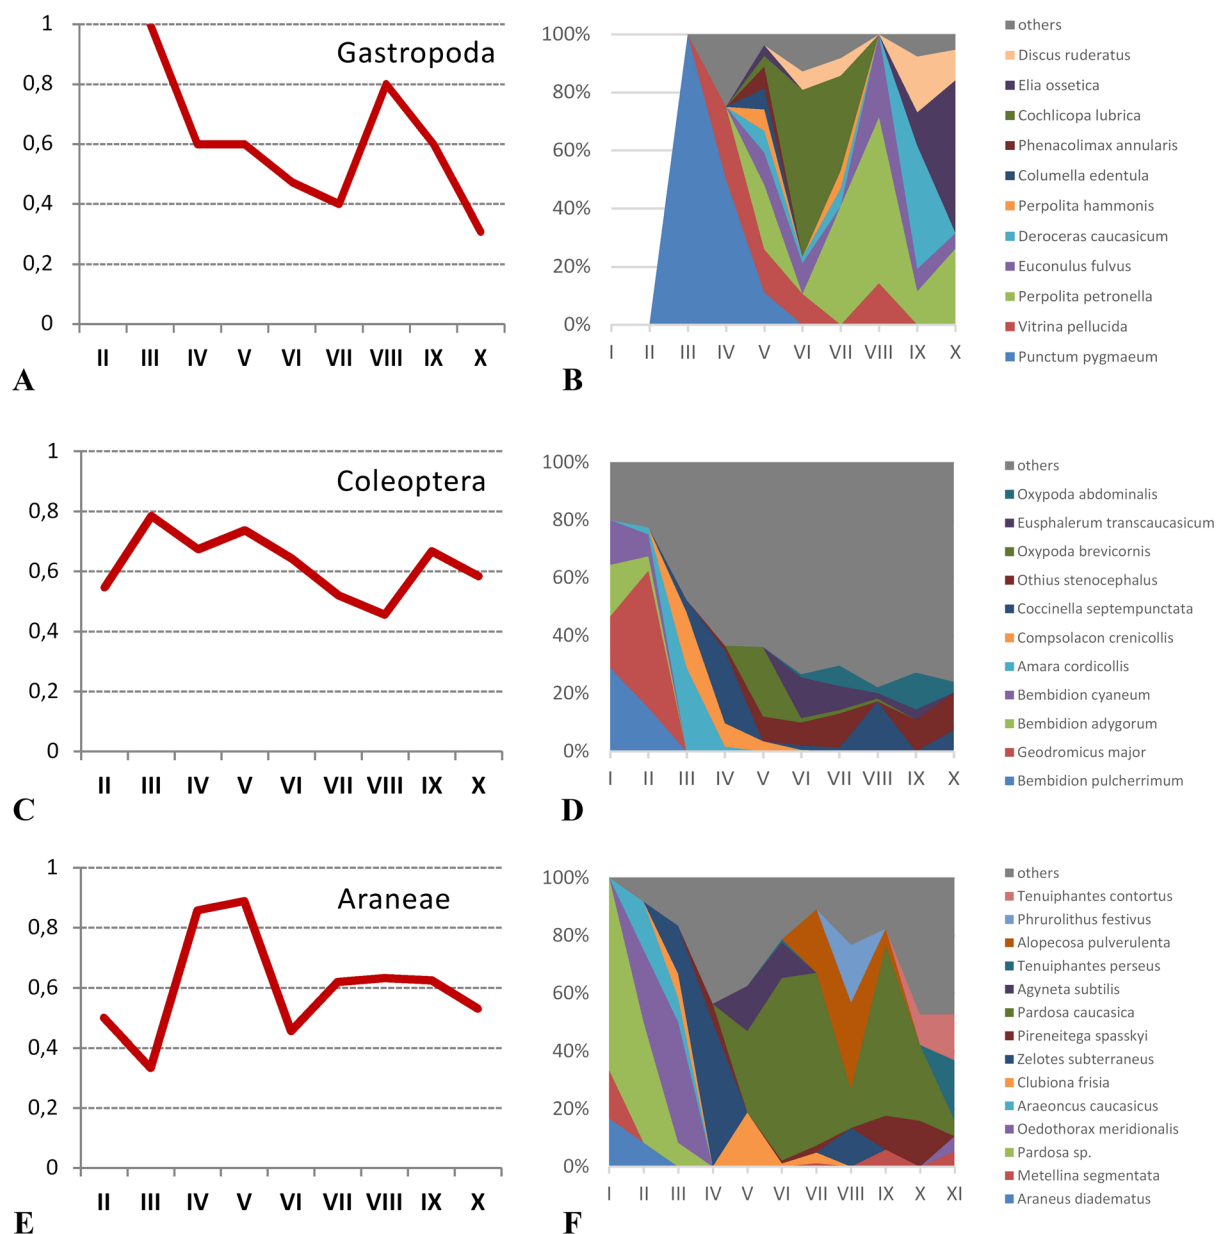 Gastropoda
1
0,8
0,6
0,4
0,2
0
II III IV V VI VII VIII IX X
A
100%
80%
60%
40%
20%
0%
I II III IV V VI VII VIII IX X
B
others
Discus ruderatus
Elia ossetica
Cochlicopa lubrica
Phenacolimax annularis
Columella edentula
Perpolita hammonis
Deroceras caucasicum
Euconulus fulvus
Perpolita petronella
Vitrina pellucida
Punctum pygmaeum
Coleoptera
1
0,8
0,6
0,4
0,2
0
II III IV V VI VII VIII IX X
C
100%
80%
60%
40%
20%
0%
I II III IV V VI VII VIII IX X
D
others
Oxypoda abdominalis
Eusphalerum transcaucasicum
Oxypoda brevicornis
Othius stenocephalus
Coccinella septempunctata
Compsolacon crenicollis
Amara cordicollis
Bembidion cyaneum
Bembidion adygorum
Geodromicus major
Bembidion pulcherrimum
Araneae
1
0,8
0,6
0,4
0,2
0
II III IV V VI VII VIII IX X
E
100%
80%
60%
40%
20%
0%
I II III IV V VI VII VIII IX X XI
F
others
Tenuiphantes contortus
Phrurolithus festivus
Alopecosa pulverulenta
Tenuiphantes perseus
Agyneta subtilis
Pardosa caucasica
Pireneitega spasskyi
Zelotes subterraneus
Clubiona frisia
Araeoncus caucasicus
Oedothorax meridionalis
Pardosa sp.
Metellina segmentata
Araneus diadematus